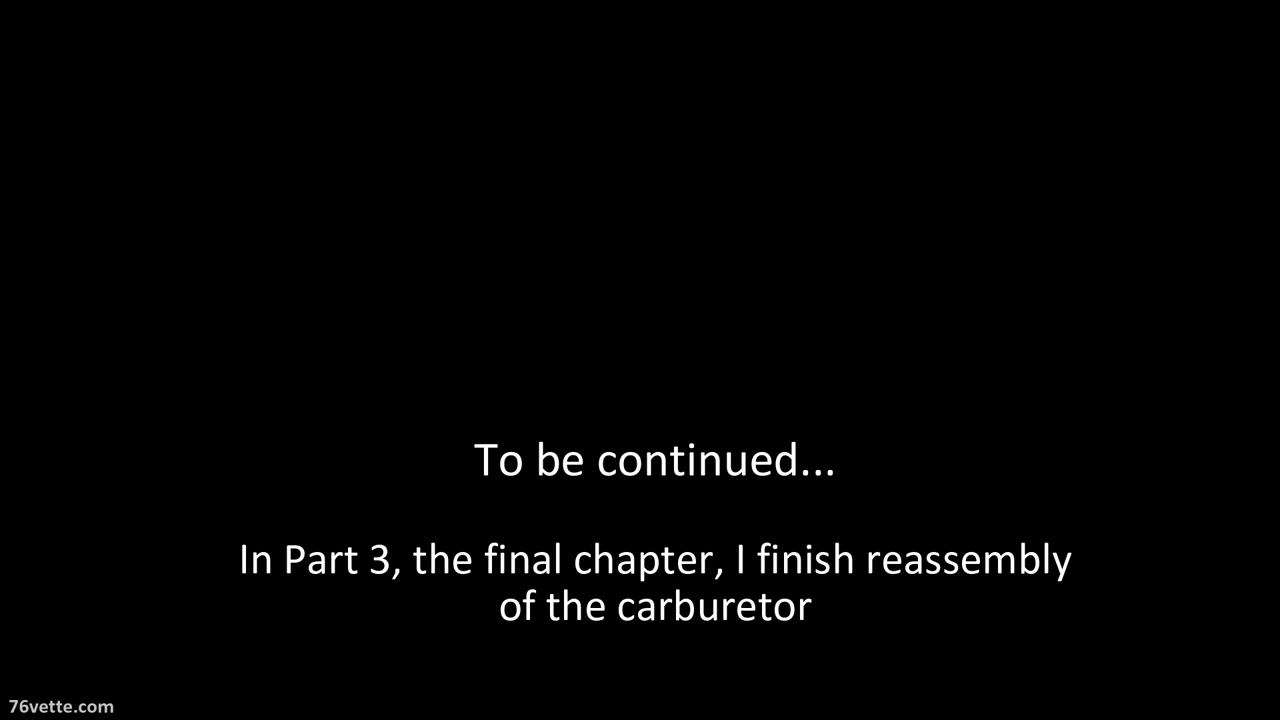 To be continued...
In Part 3, the final chapter, I finish reassembly
of the carburetor
76vette.com